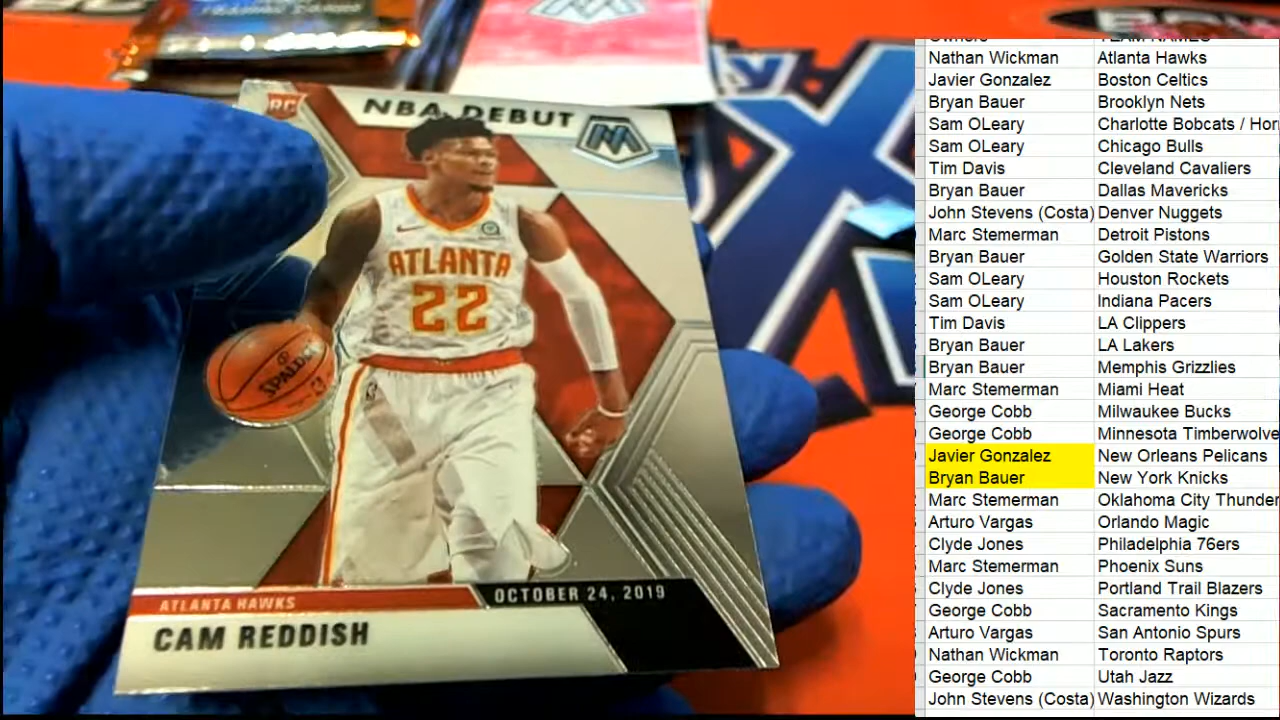 RC
NBA DEBUT
ATLANTA
22
SPALDING
ATLANTA HAWKS
OCTOBER 24, 2019
CAM REDDISH
Owners TEAM NAMES
Nathan Wickman Atlanta Hawks
Javier Gonzalez Boston Celtics
Bryan Bauer Brooklyn Nets
Sam OLeary Charlotte Bobcats / Hor
Sam OLeary Chicago Bulls
Tim Davis Cleveland Cavaliers
Bryan Bauer Dallas Mavericks
John Stevens (Costa) Denver Nuggets
Marc Stemerman Detroit Pistons
Bryan Bauer Golden State Warriors
Sam OLeary Houston Rockets
Sam OLeary Indiana Pacers
Tim Davis LA Clippers
Bryan Bauer LA Lakers
Bryan Bauer Memphis Grizzlies
Marc Stemerman Miami Heat
George Cobb Milwaukee Bucks
George Cobb Minnesota Timberwolve
Javier Gonzalez New Orleans Pelicans
Bryan Bauer New York Knicks
Marc Stemerman Oklahoma City Thunder
Arturo Vargas Orlando Magic
Clyde Jones Philadelphia 76ers
Marc Stemerman Phoenix Suns
Clyde Jones Portland Trail Blazers
George Cobb Sacramento Kings
Arturo Vargas San Antonio Spurs
Nathan Wickman Toronto Raptors
George Cobb Utah Jazz
John Stevens (Costa) Washington Wizards